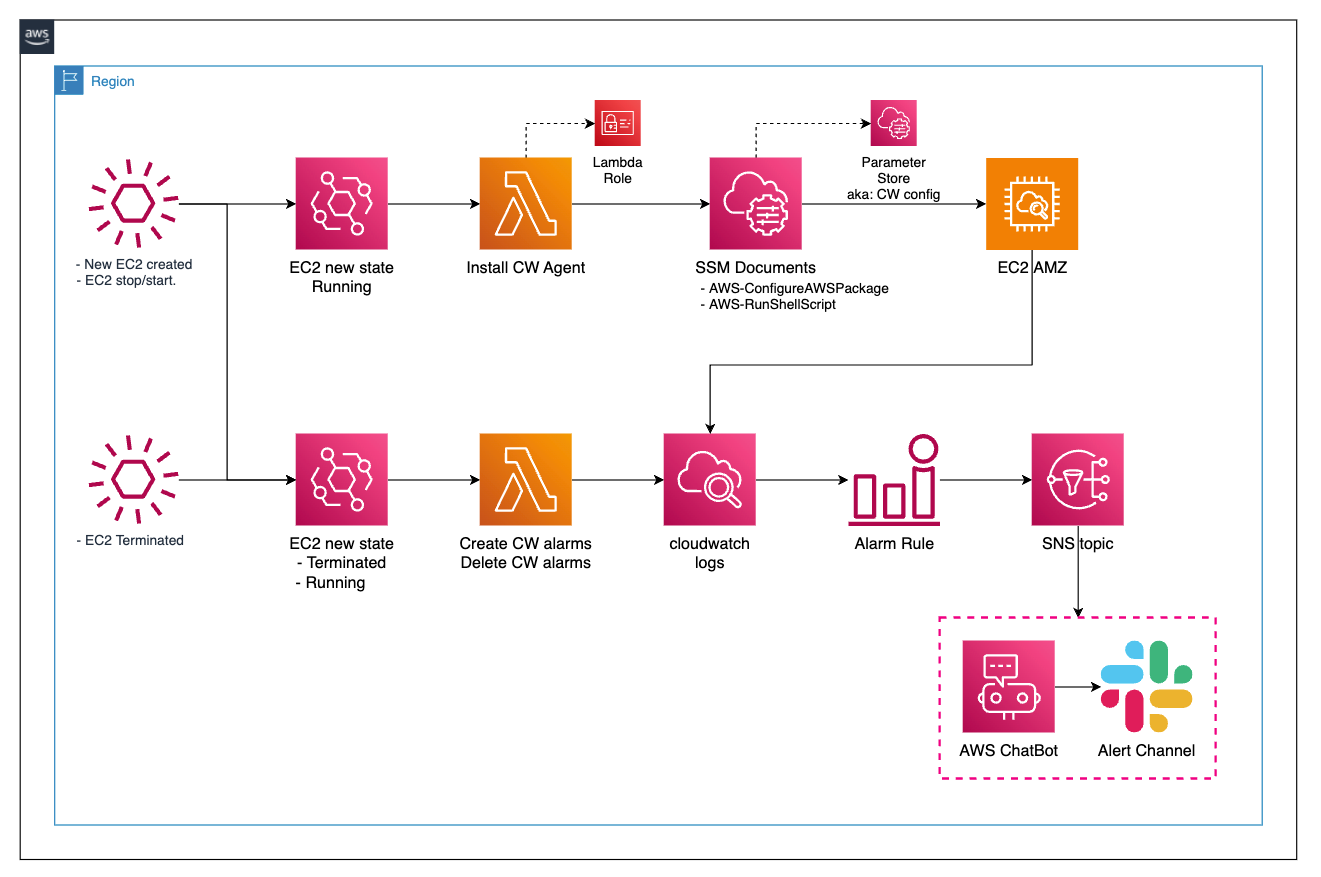 aws
Region
Lambda
Role
Parameter
Store
aka: CW config
- New EC2 created
- EC2 stop/start.
EC2 new state
Running
Install CW Agent
SSM Documents
- AWS-ConfigureAWSPackage
- AWS-RunShellScript
EC2 AMZ
- EC2 Terminated
EC2 new state
- Terminated
- Running
Create CW alarms
Delete CW alarms
cloudwatch
logs
Alarm Rule
SNS topic
AWS ChatBot
Alert Channel